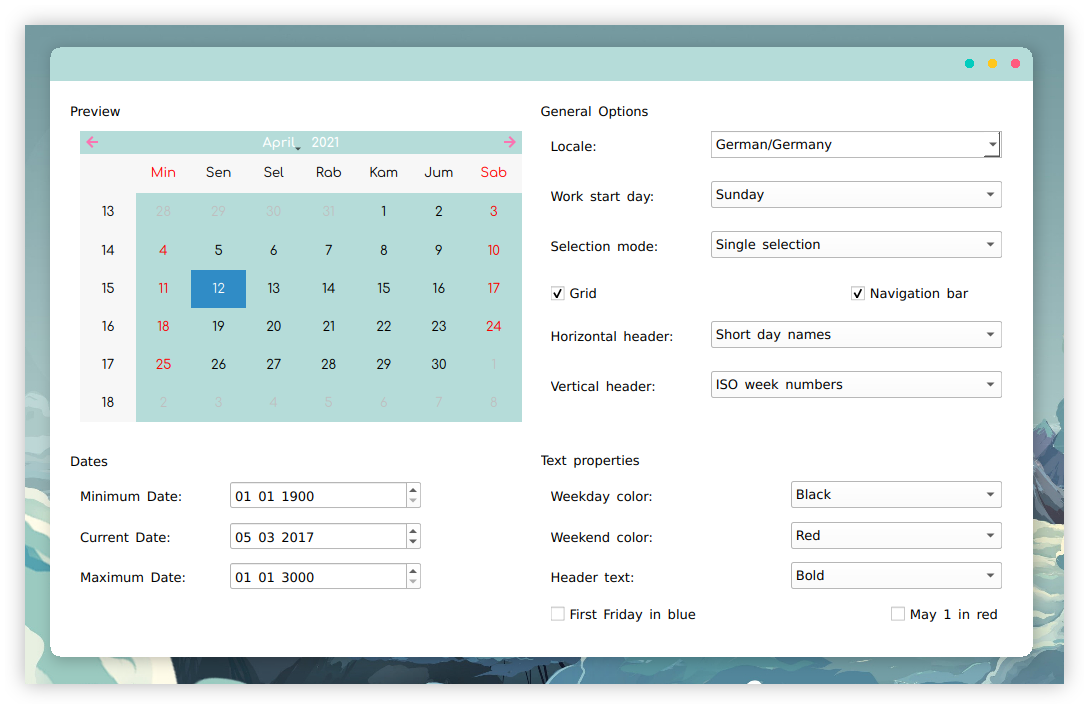 Preview
April 2021
Min Sen Sel Rab Kam Jum Sab
13 28 29 30 31 1 2 3
14 4 5 6 7 8 9 10
15 11 12 13 14 15 16 17
16 18 19 20 21 22 23 24
17 25 26 27 28 29 30 1
18 2 3 4 5 6 7 8
General Options
Locale: German/Germany
Work start day: Sunday
Selection mode: Single selection
Grid Navigation bar
Horizontal header: Short day names
Vertical header: ISO week numbers
Dates
Minimum Date: 01 01 1900
Current Date: 05 03 2017
Maximum Date: 01 01 3000
Text properties
Weekday color: Black
Weekend color: Red
Header text: Bold
First Friday in blue May 1 in red